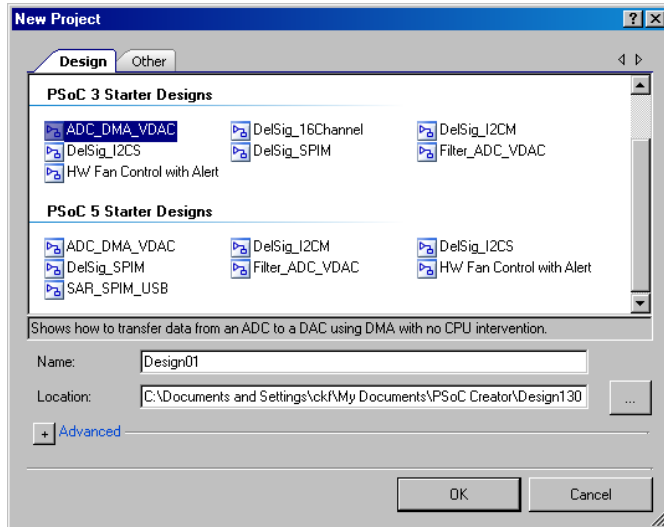 New Project
Design Other
PSoC 3 Starter Designs
ADC_DMA_VDAC DelSig_16Channel DelSig_I2CM
DelSig_I2CS DelSig_SPIM Filter_ADC_VDAC
HW Fan Control with Alert
PSoC 5 Starter Designs
ADC_DMA_VDAC DelSig_I2CM DelSig_I2CS
DelSig_SPIM Filter_ADC_VDAC HW Fan Control with Alert
SAR_SPIM_USB
Shows how to transfer data from an ADC to a DAC using DMA with no CPU intervention.
Name: Design01
Location: C:\Documents and Settings\ckf\My Documents\PSoC Creator\Design130 ...
+ Advanced
OK Cancel